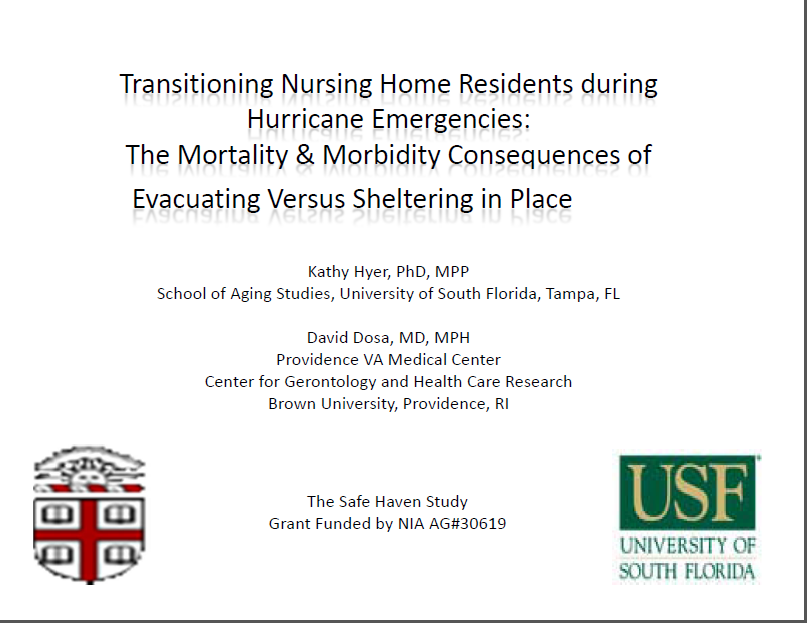 Transitioning Nursing Home Residents during
Hurricane Emergencies:
The Mortality & Morbidity Consequences of
Evacuating Versus Sheltering in Place
Kathy Hyer, PhD, MPP
School of Aging Studies, University of South Florida, Tampa, FL
David Dosa, MD, MPH
Providence VA Medical Center
Center for Gerontology and Health Care Research
Brown University, Providence, RI
The Safe Haven Study
Grant Funded by NIA AG#30619
USF
UNIVERSITY OF
SOUTH FLORIDA